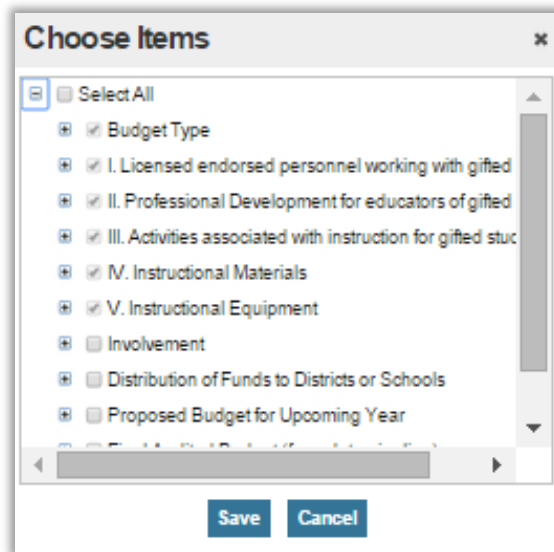 Choose Items
Select All
Budget Type
I. Licensed endorsed personnel working with gifted
II. Professional Development for educators of gifted
III. Activities associated with instruction for gifted stuc
IV. Instructional Materials
V. Instructional Equipment
Involvement
Distribution of Funds to Districts or Schools
Proposed Budget for Upcoming Year
Save Cancel